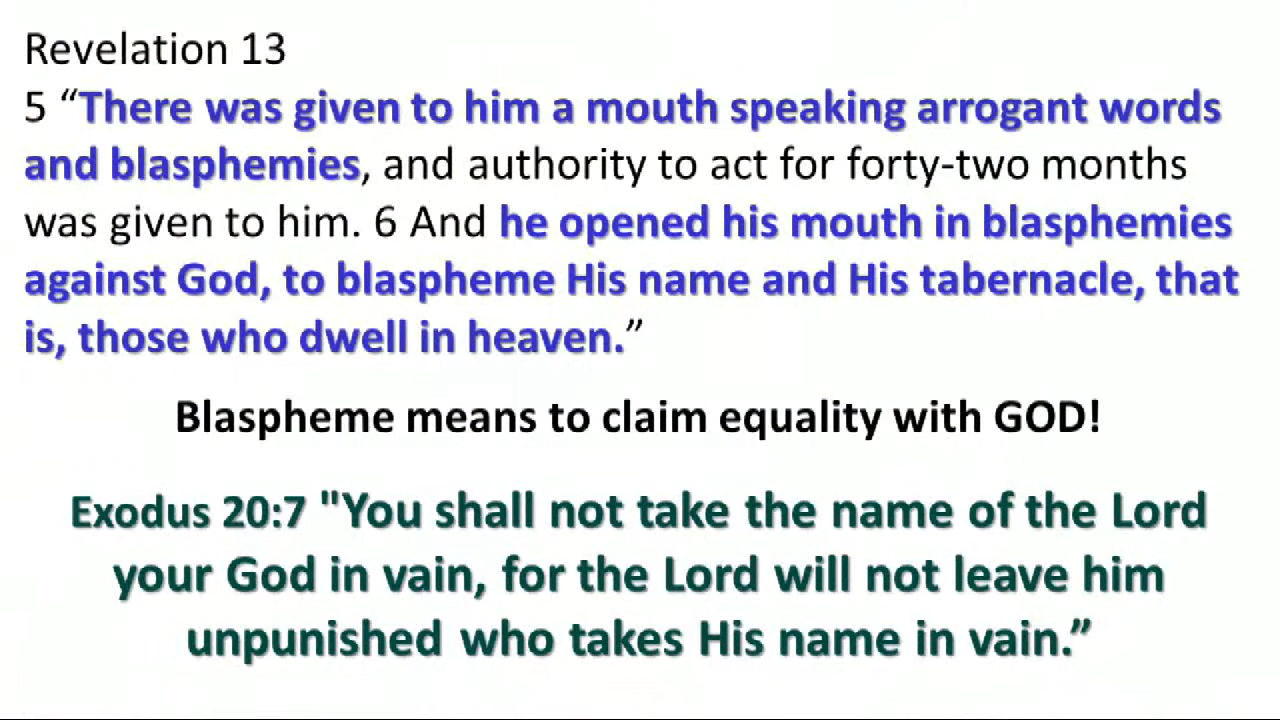 Revelation 13
5 “There was given to him a mouth speaking arrogant words
and blasphemies, and authority to act for forty-two months
was given to him. 6 And he opened his mouth in blasphemies
against God, to blaspheme His name and His tabernacle, that
is, those who dwell in heaven.”
Blaspheme means to claim equality with GOD!
Exodus 20:7 "You shall not take the name of the Lord
your God in vain, for the Lord will not leave him
unpunished who takes His name in vain.”